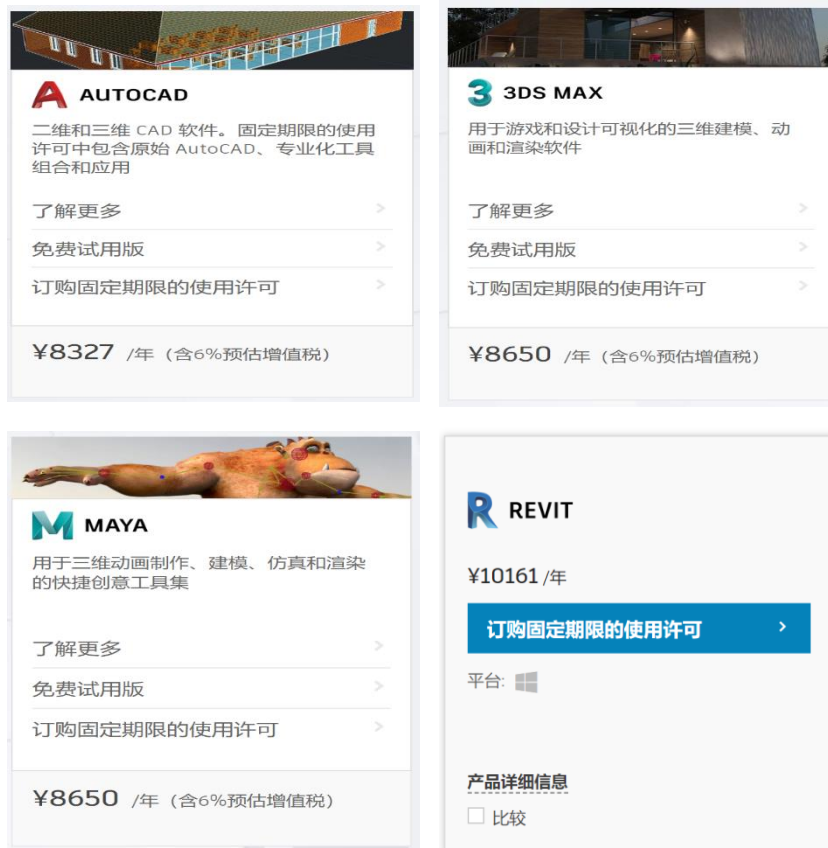 AUTOCAD
二维和三维 CAD 软件。固定期限的使用
许可中包含原始 AutoCAD、专业化工具
组合和应用
了解更多
免费试用版
订购固定期限的使用许可
¥8327 /年（含6%预估增值税）
3DS MAX
用于游戏和设计可视化的三维建模、动
画和渲染软件
了解更多
免费试用版
订购固定期限的使用许可
¥8650 /年（含6%预估增值税）
MAYA
用于三维动画制作、建模、仿真和渲染
的快捷创意工具集
了解更多
免费试用版
订购固定期限的使用许可
¥8650 /年（含6%预估增值税）
REVIT
¥10161/年
订购固定期限的使用许可
平台:
产品详细信息
比较